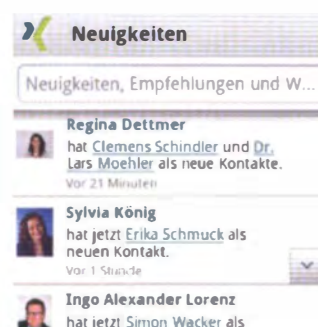 Neuigkeiten
Neuigkeiten, Empfehlungen und W...
Regina Dettmer
hat Clemens Schindler und Dr.
Lars Moehler als neue Kontakte.
Vor 21 Minuten
Sylvia König
hat jetzt Erika Schmuck als
neuen Kontakt.
Vor 1 Stunde
Ingo Alexander Lorenz
hat jetzt Simon Wacker als